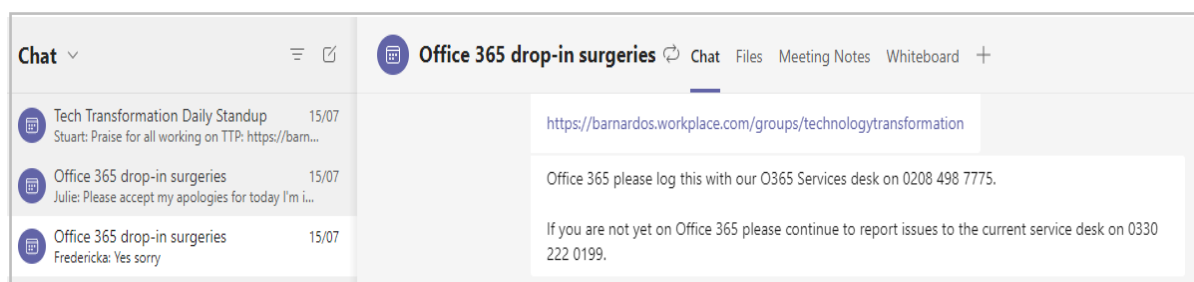 Chat
Tech Transformation Daily Standup 15/07
Stuart: Praise for all working on TTP: https://barn...
Office 365 drop-in surgeries 15/07
Julie: Please accept my apologies for today I'm i...
Office 365 drop-in surgeries 15/07
Fredericka: Yes sorry
Office 365 drop-in surgeries Chat Files Meeting Notes Whiteboard
https://barnardos.workplace.com/groups/technologytransformation
Office 365 please log this with our O365 Services desk on 0208 498 7775.
If you are not yet on Office 365 please continue to report issues to the current service desk on 0330
222 0199.